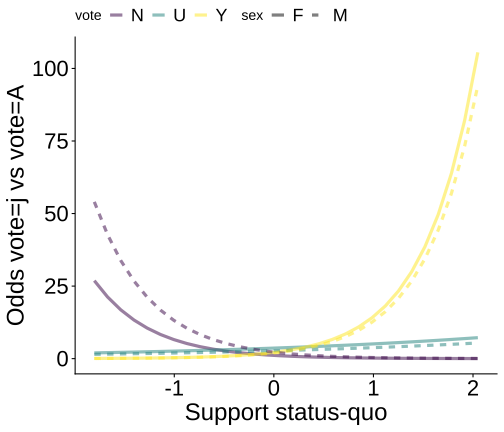 vote N U Y sex F M
100
75
50
25
0
-1 0 1 2
Support status-quo
Odds vote=j vs vote=A